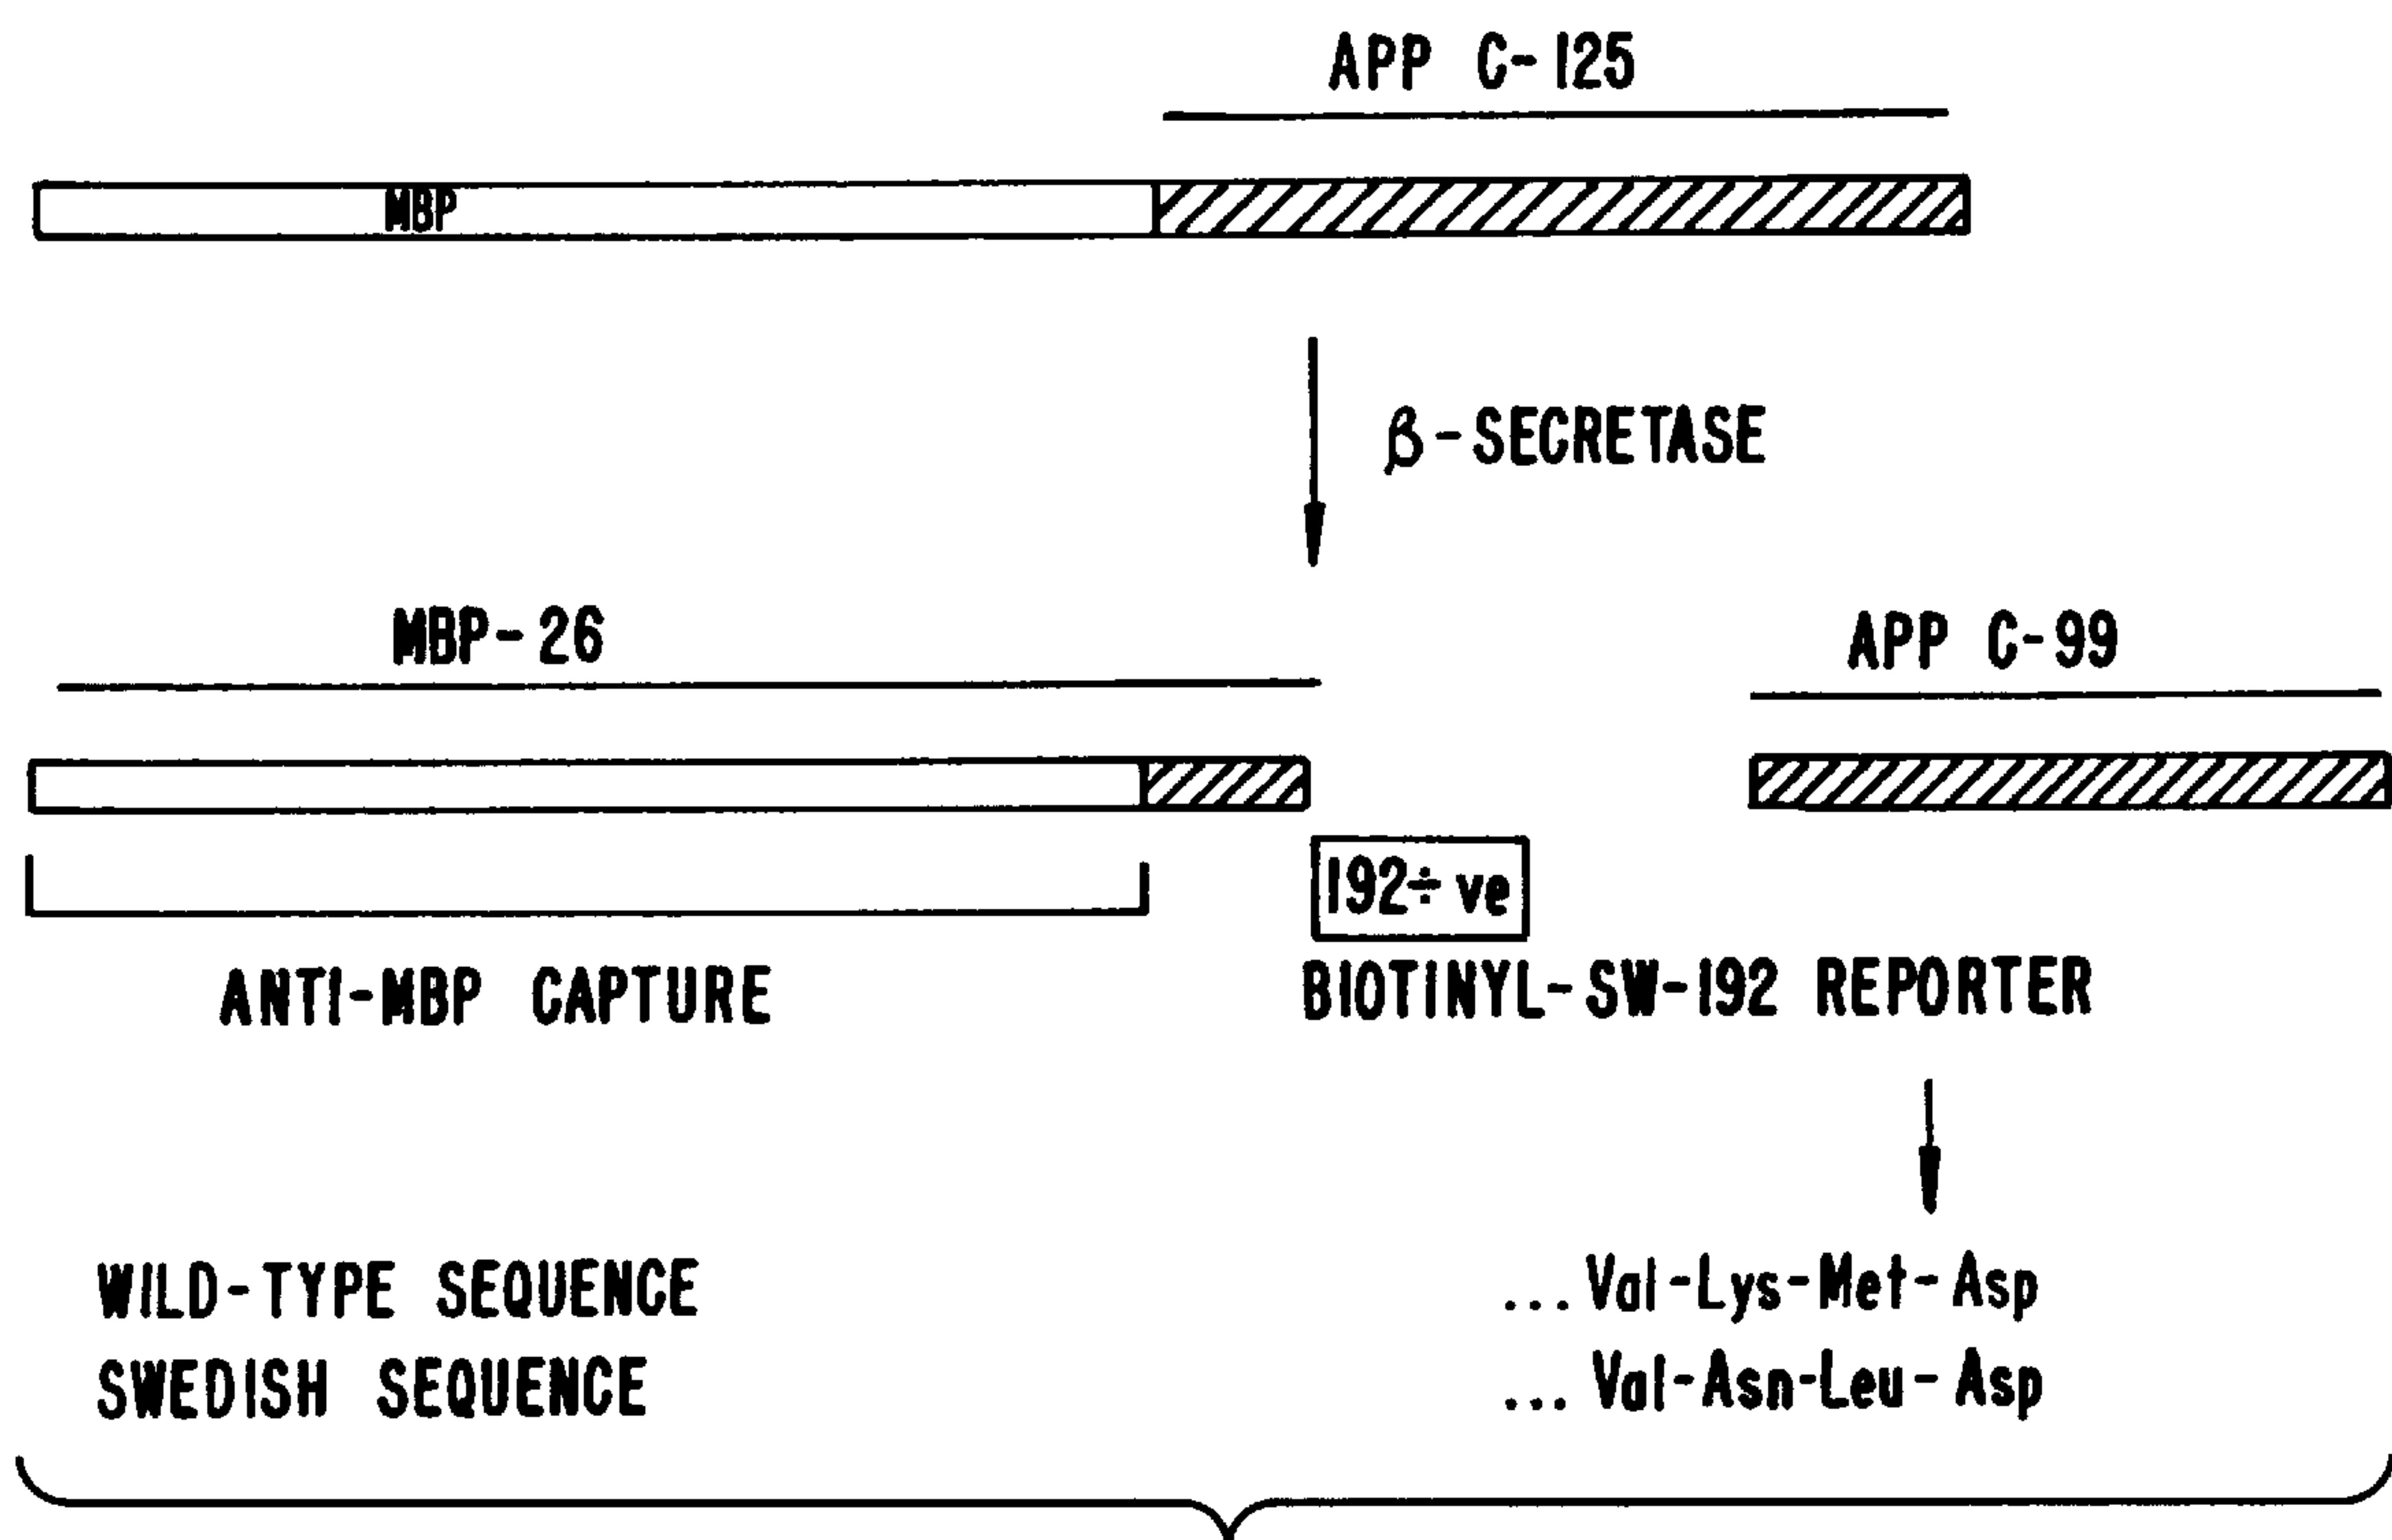 APP C-125
MBP
β-SECRETASE
MBP-26
APP C-99
192÷ ve
ANTI-MBP CAPTURE
BIOTINYL-SW-192 REPORTER
WILD-TYPE SEQUENCE ...Val-Lys-Met-Asp
SWEDISH SEQUENCE ...Val-Asn-Leu-Asp